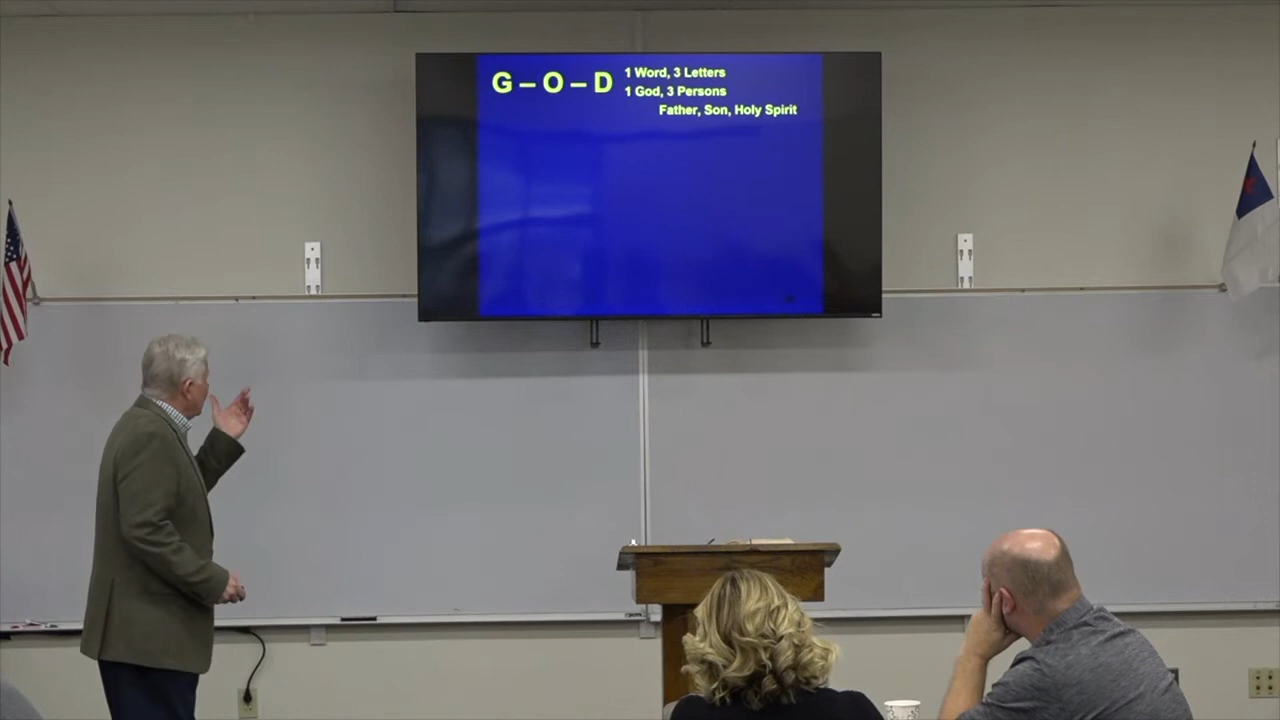 G – O – D
1 Word, 3 Letters
1 God, 3 Persons
Father, Son, Holy Spirit